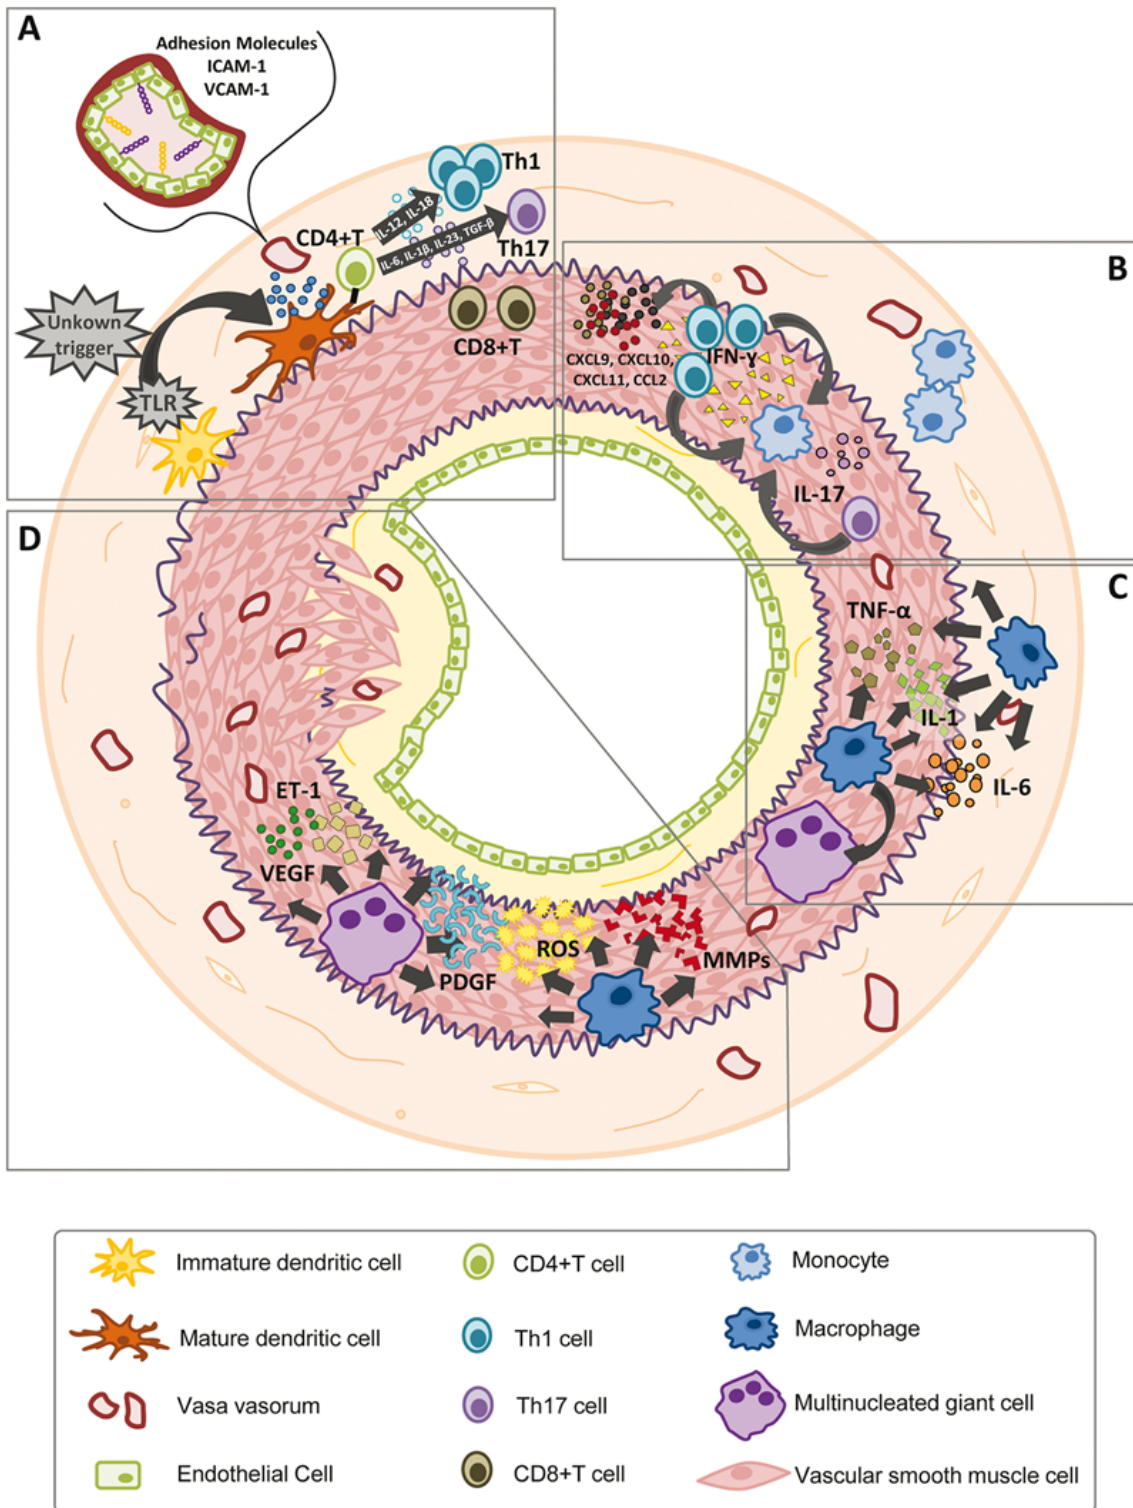 A
Adhesion Molecules
ICAM-1
VCAM-1
Th1
IL-12, IL-18
CD4+T
IL-6, IL-1β, IL-23, TGF-β
Th17
Unkown
trigger
TLR
CD8+T
B
CXCL9, CXCL10,
CXCL11, CCL2
IFN-γ
IL-17
C
TNF-α
IL-1
IL-6
D
ET-1
VEGF
PDGF
ROS
MMPs
Immature dendritic cell
CD4+T cell
Monocyte
Mature dendritic cell
Th1 cell
Macrophage
Vasa vasorum
Th17 cell
Multinucleated giant cell
Endothelial Cell
CD8+T cell
Vascular smooth muscle cell